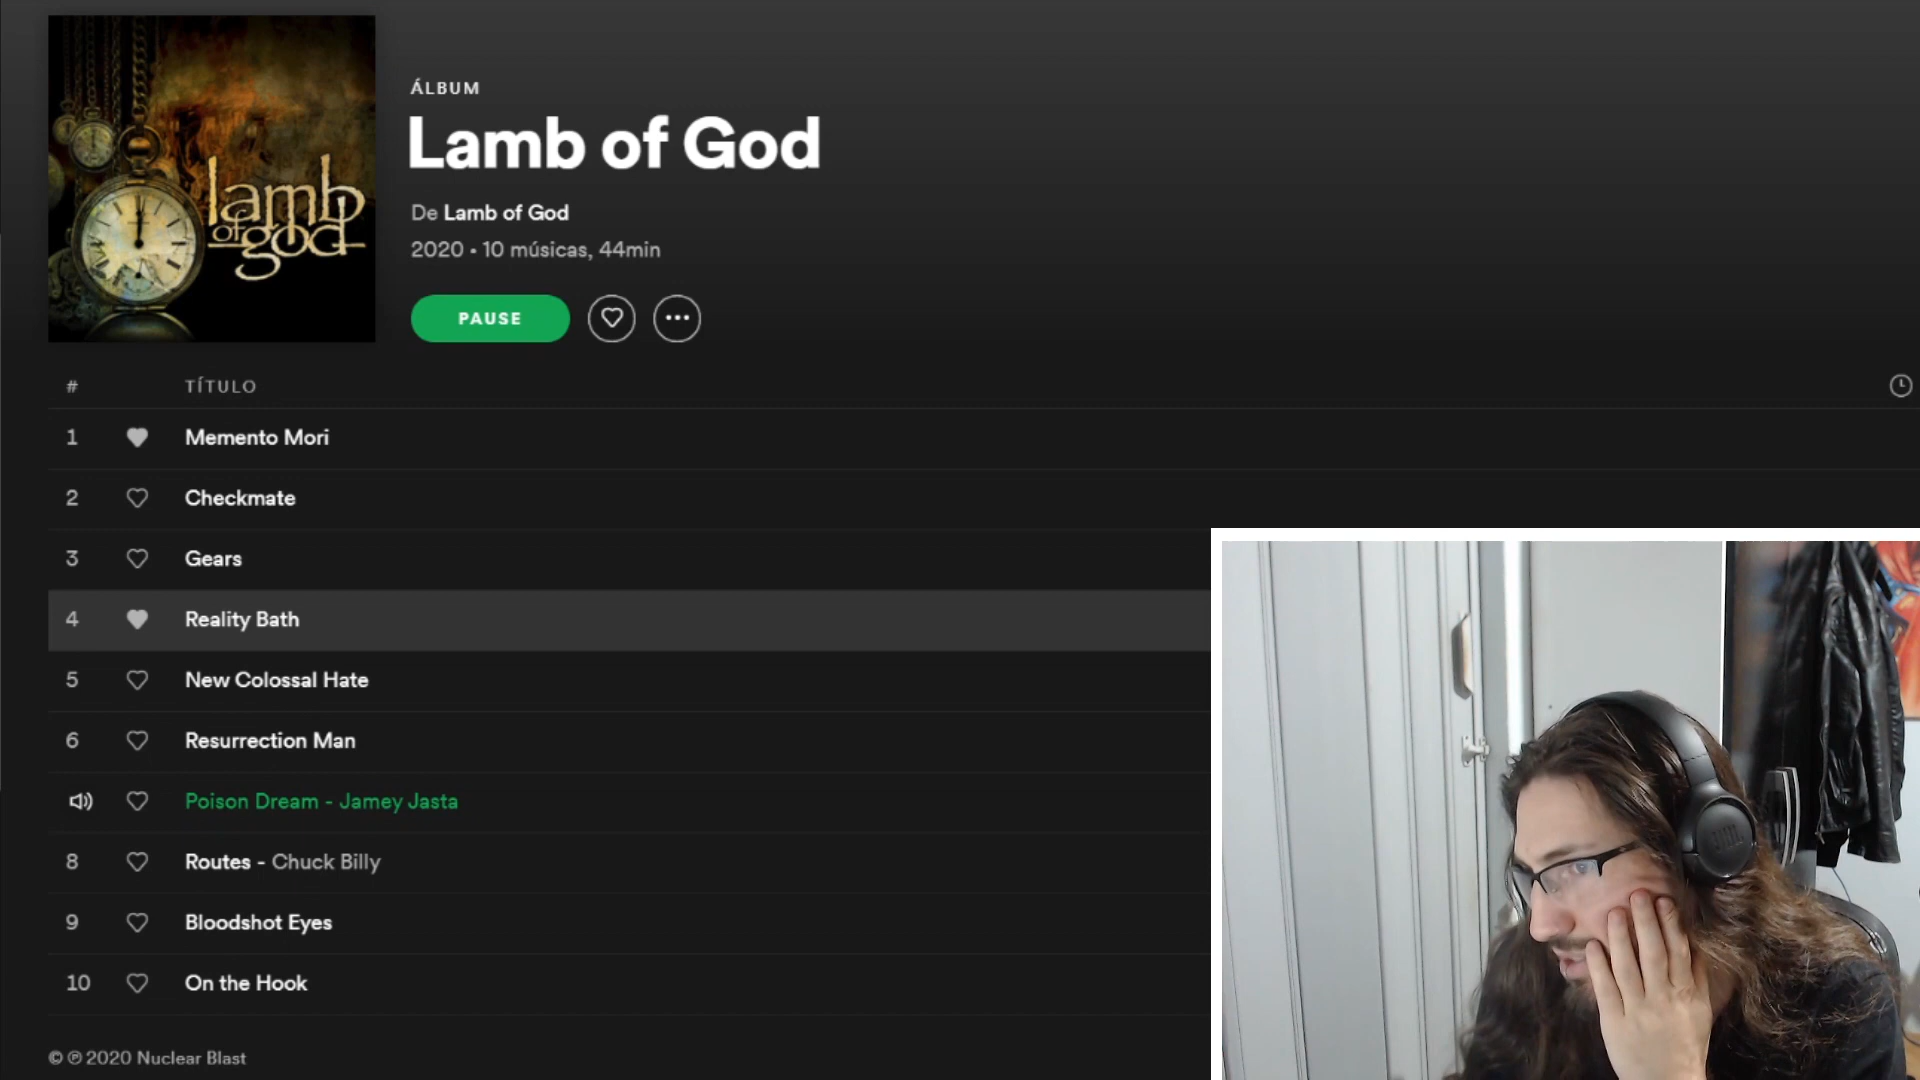 lamb
of god
ÁLBUM
Lamb of God
De Lamb of God
2020 • 10 músicas, 44min
PAUSE
# TÍTULO
1 Memento Mori
2 Checkmate
3 Gears
4 Reality Bath
5 New Colossal Hate
6 Resurrection Man
Poison Dream - Jamey Jasta
8 Routes - Chuck Billy
9 Bloodshot Eyes
10 On the Hook
© ℗ 2020 Nuclear Blast
JBL